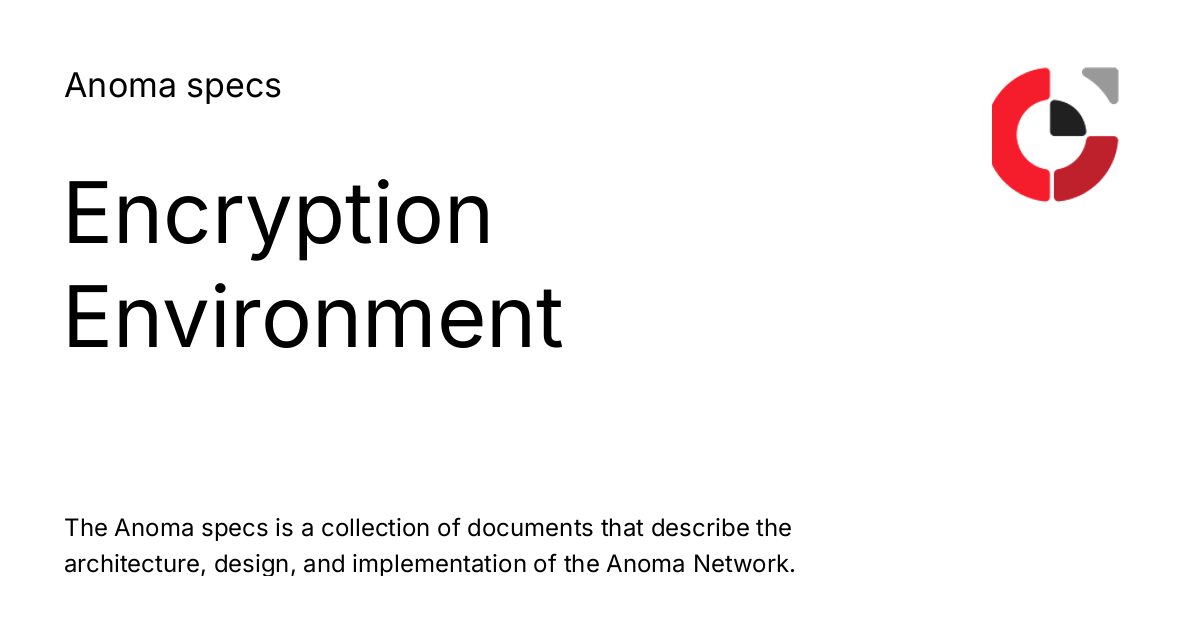 Anoma specs
Encryption
Environment
The Anoma specs is a collection of documents that describe the
architecture, design, and implementation of the Anoma Network.